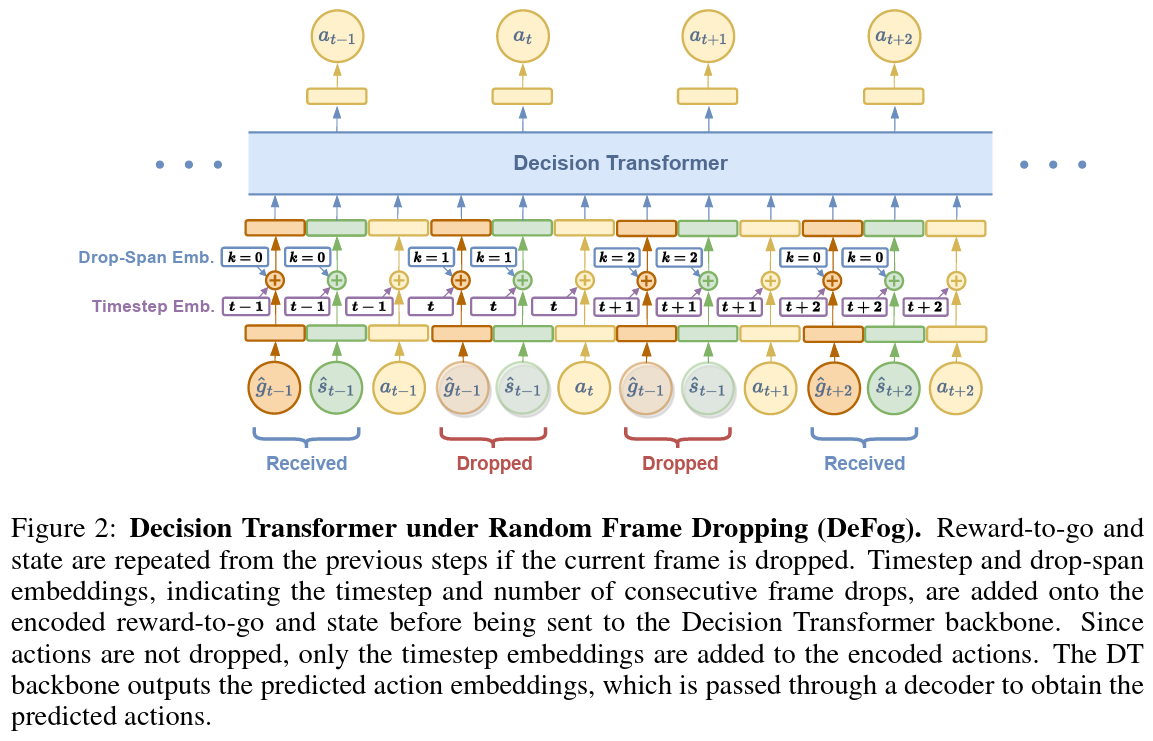 a_{t−1} a_t a_{t+1} a_{t+2}
Decision Transformer
Drop-Span Emb. k=0 k=0 k=1 k=1 k=2 k=2 k=0 k=0
Timestep Emb. t−1 t−1 t−1 t t t t+1 t+1 t+1 t+2 t+2 t+2
ĝ_{t−1} ŝ_{t−1} a_{t−1} ĝ_{t−1} ŝ_{t−1} a_t ĝ_{t−1} ŝ_{t−1} a_{t+1} ĝ_{t+2} ŝ_{t+2} a_{t+2}
Received Dropped Dropped Received
Figure 2: Decision Transformer under Random Frame Dropping (DeFog). Reward-to-go and
state are repeated from the previous steps if the current frame is dropped. Timestep and drop-span
embeddings, indicating the timestep and number of consecutive frame drops, are added onto the
encoded reward-to-go and state before being sent to the Decision Transformer backbone. Since
actions are not dropped, only the timestep embeddings are added to the encoded actions. The DT
backbone outputs the predicted action embeddings, which is passed through a decoder to obtain the
predicted actions.